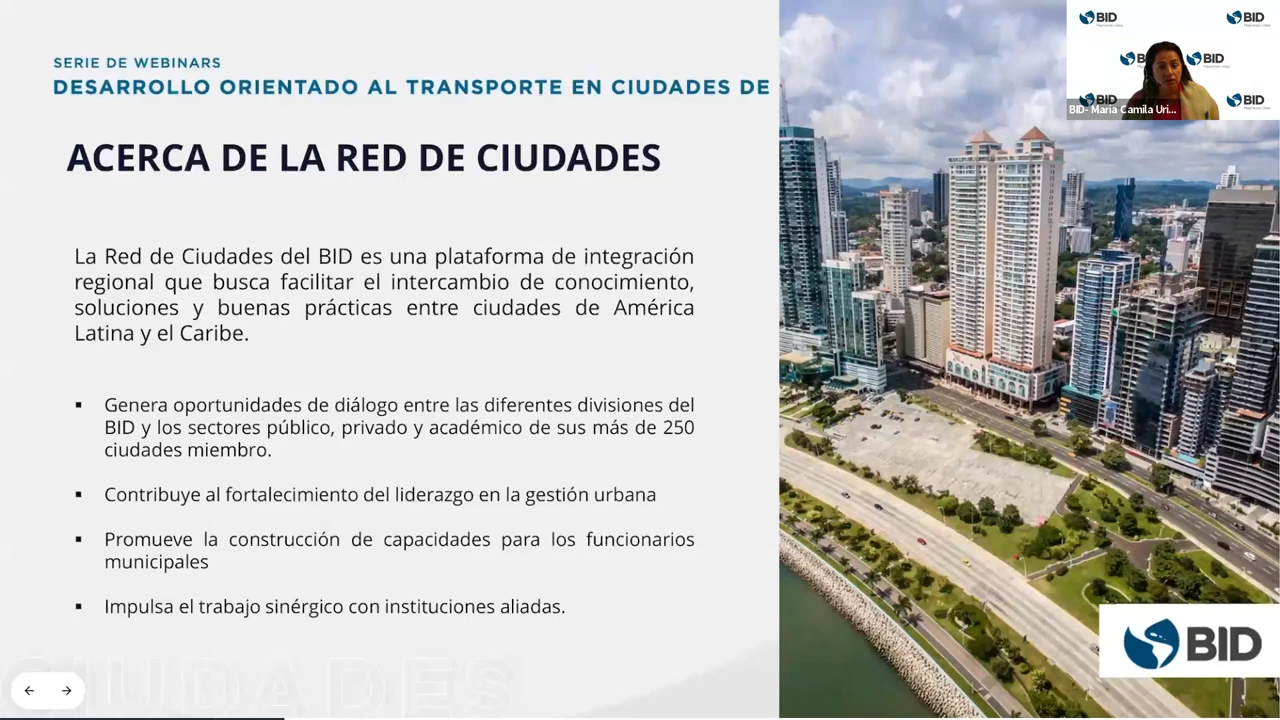 SERIE DE WEBINARS
DESARROLLO ORIENTADO AL TRANSPORTE EN CIUDADES DE
ACERCA DE LA RED DE CIUDADES
La Red de Ciudades del BID es una plataforma de integración
regional que busca facilitar el intercambio de conocimiento,
soluciones y buenas prácticas entre ciudades de América
Latina y el Caribe.
▪ Genera oportunidades de diálogo entre las diferentes divisiones del
BID y los sectores público, privado y académico de sus más de 250
ciudades miembro.
▪ Contribuye al fortalecimiento del liderazgo en la gestión urbana
▪ Promueve la construcción de capacidades para los funcionarios
municipales
▪ Impulsa el trabajo sinérgico con instituciones aliadas.
CIUDADES
BID
BID
BID
BID
BID
BID
BID- Maria Camila Uri...
BID